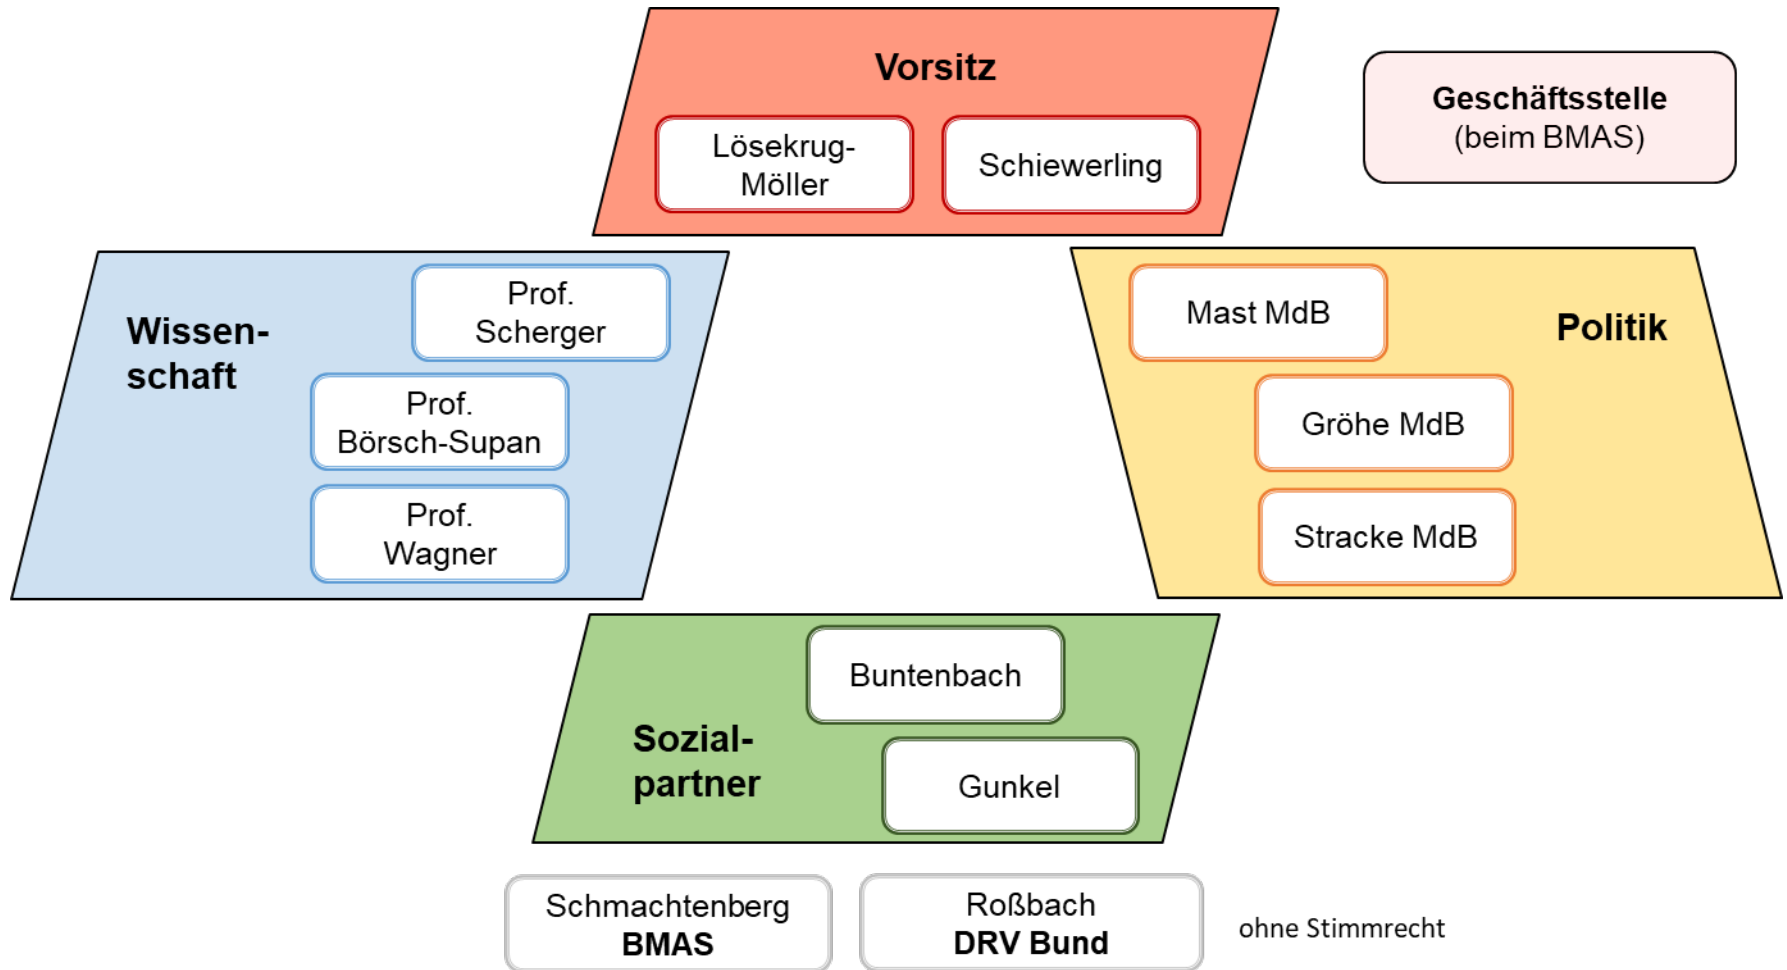 Vorsitz
Lösekrug-
Möller
Schiewerling
Geschäftsstelle
(beim BMAS)
Wissen-
schaft
Prof.
Scherger
Prof.
Börsch-Supan
Prof.
Wagner
Mast MdB
Politik
Gröhe MdB
Stracke MdB
Sozial-
partner
Buntenbach
Gunkel
Schmachtenberg
BMAS
Roßbach
DRV Bund
ohne Stimmrecht